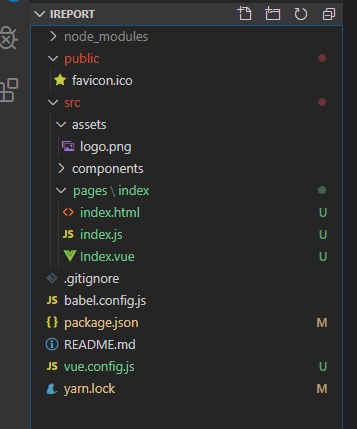 IREPORT
node_modules
public
favicon.ico
src
assets
logo.png
components
pages \ index
index.html U
JS index.js U
Index.vue U
.gitignore
JS babel.config.js
{ } package.json M
README.md
JS vue.config.js U
yarn.lock M